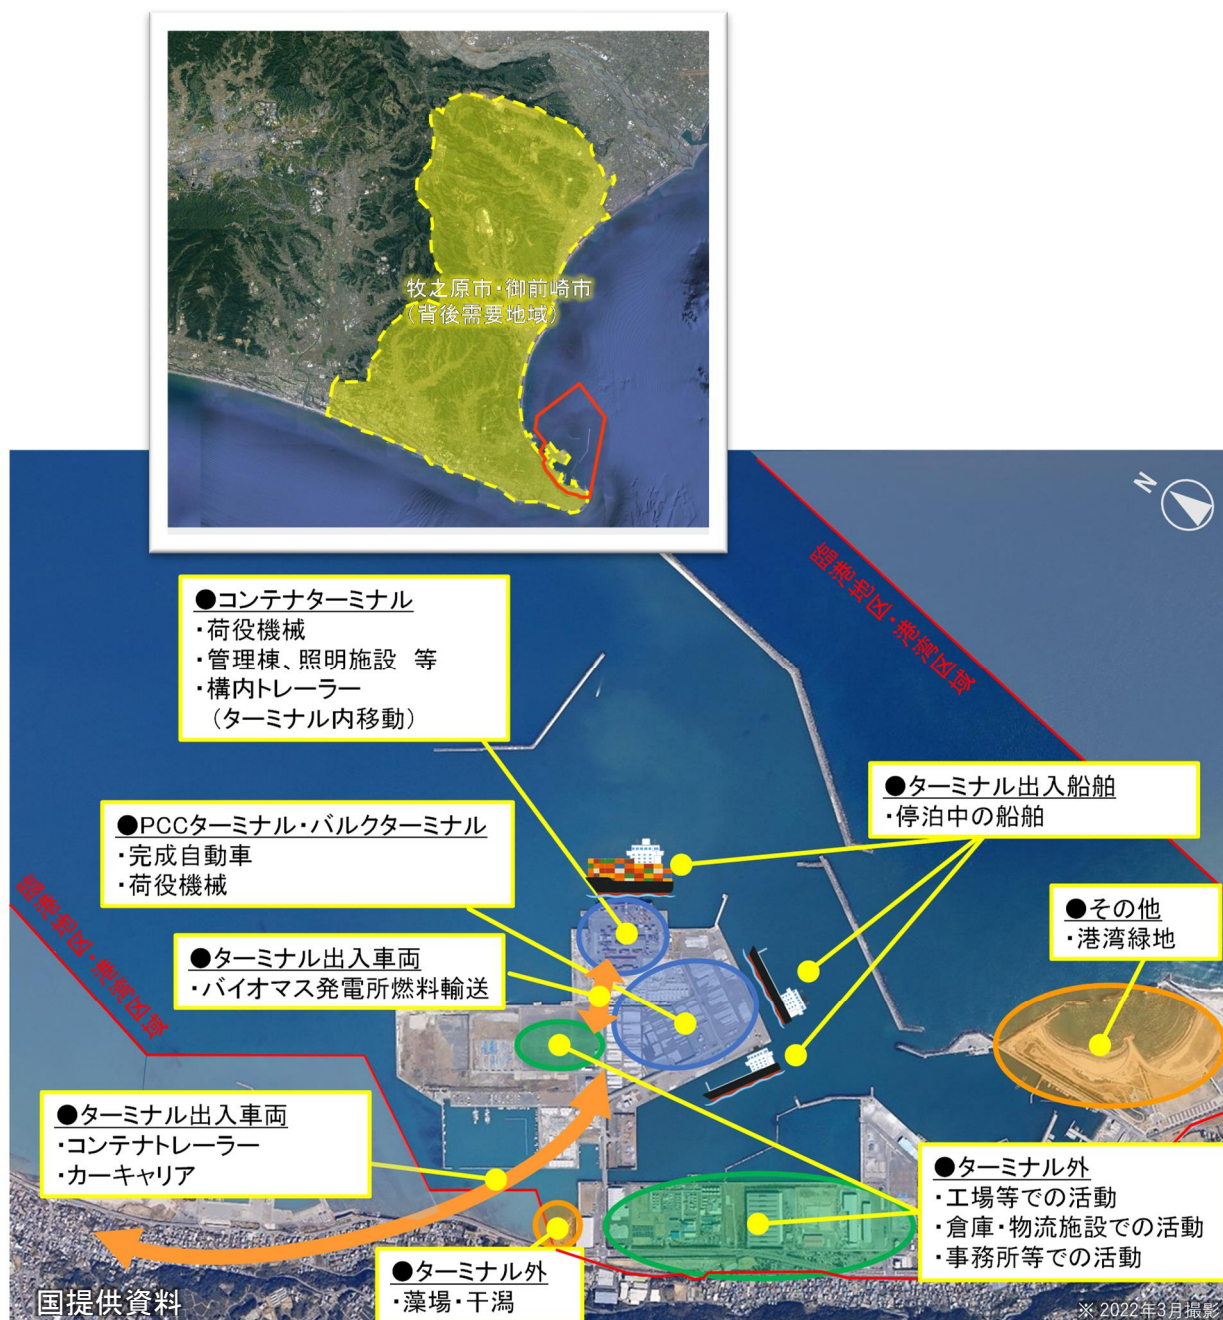 牧之原市・御前崎市
（背後需要地域）
N
臨港地区・港湾区域
●コンテナターミナル
・荷役機械
・管理棟、照明施設　等
・構内トレーラー
（ターミナル内移動）
●ターミナル出入船舶
・停泊中の船舶
●PCCターミナル・バルクターミナル
・完成自動車
・荷役機械
●その他
・港湾緑地
臨港地区・港湾区域
●ターミナル出入車両
・バイオマス発電所燃料輸送
●ターミナル出入車両
・コンテナトレーラー
・カーキャリア
●ターミナル外
・工場等での活動
・倉庫・物流施設での活動
・事務所等での活動
●ターミナル外
・藻場・干潟
国提供資料
※ 2022年3月撮影